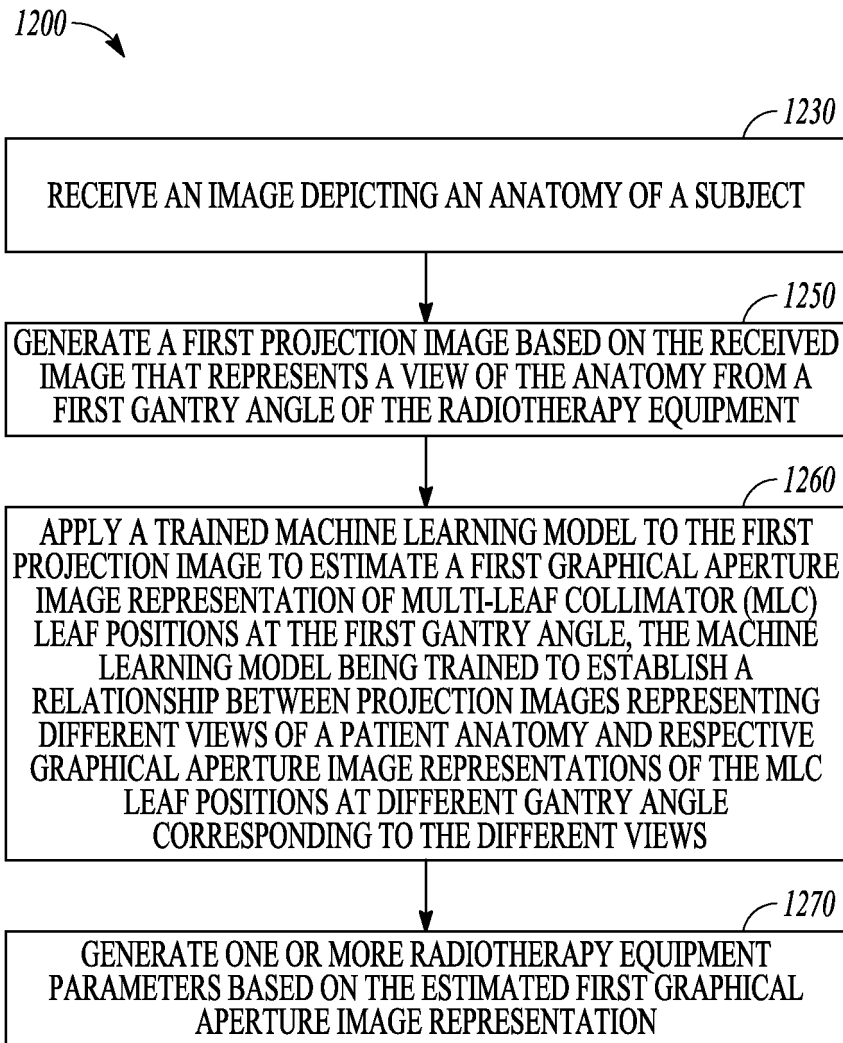 1200
1230
RECEIVE AN IMAGE DEPICTING AN ANATOMY OF A SUBJECT
1250
GENERATE A FIRST PROJECTION IMAGE BASED ON THE RECEIVED
IMAGE THAT REPRESENTS A VIEW OF THE ANATOMY FROM A
FIRST GANTRY ANGLE OF THE RADIOTHERAPY EQUIPMENT
1260
APPLY A TRAINED MACHINE LEARNING MODEL TO THE FIRST
PROJECTION IMAGE TO ESTIMATE A FIRST GRAPHICAL APERTURE
IMAGE REPRESENTATION OF MULTI-LEAF COLLIMATOR (MLC)
LEAF POSITIONS AT THE FIRST GANTRY ANGLE, THE MACHINE
LEARNING MODEL BEING TRAINED TO ESTABLISH A
RELATIONSHIP BETWEEN PROJECTION IMAGES REPRESENTING
DIFFERENT VIEWS OF A PATIENT ANATOMY AND RESPECTIVE
GRAPHICAL APERTURE IMAGE REPRESENTATIONS OF THE MLC
LEAF POSITIONS AT DIFFERENT GANTRY ANGLE
CORRESPONDING TO THE DIFFERENT VIEWS
1270
GENERATE ONE OR MORE RADIOTHERAPY EQUIPMENT
PARAMETERS BASED ON THE ESTIMATED FIRST GRAPHICAL
APERTURE IMAGE REPRESENTATION